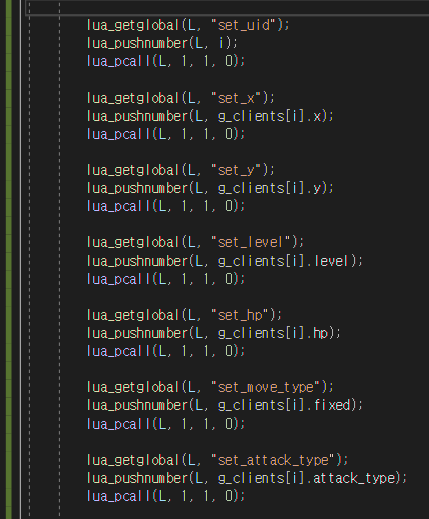 lua_getglobal(L, "set_uid");
lua_pushnumber(L, i);
lua_pcall(L, 1, 1, 0);
lua_getglobal(L, "set_x");
lua_pushnumber(L, g_clients[i].x);
lua_pcall(L, 1, 1, 0);
lua_getglobal(L, "set_y");
lua_pushnumber(L, g_clients[i].y);
lua_pcall(L, 1, 1, 0);
lua_getglobal(L, "set_level");
lua_pushnumber(L, g_clients[i].level);
lua_pcall(L, 1, 1, 0);
lua_getglobal(L, "set_hp");
lua_pushnumber(L, g_clients[i].hp);
lua_pcall(L, 1, 1, 0);
lua_getglobal(L, "set_move_type");
lua_pushnumber(L, g_clients[i].fixed);
lua_pcall(L, 1, 1, 0);
lua_getglobal(L, "set_attack_type");
lua_pushnumber(L, g_clients[i].attack_type);
lua_pcall(L, 1, 1, 0);